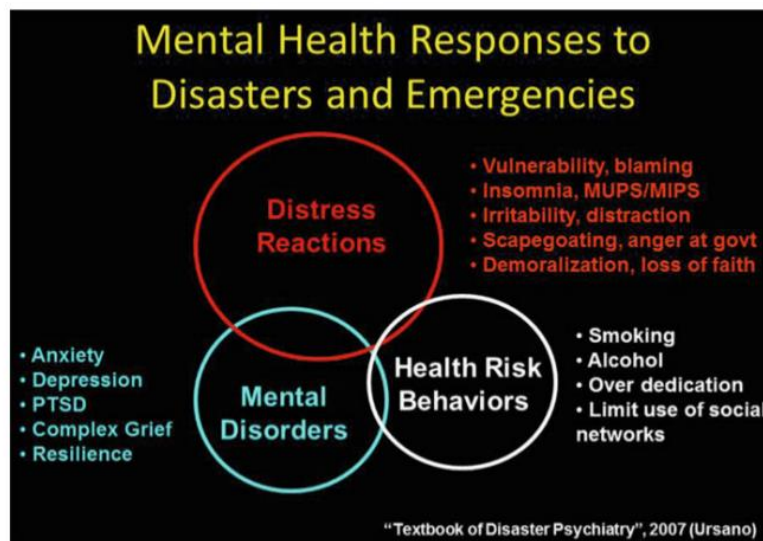 Mental Health Responses to
Disasters and Emergencies
Distress
Reactions
• Vulnerability, blaming
• Insomnia, MUPS/MIPS
• Irritability, distraction
• Scapegoating, anger at govt
• Demoralization, loss of faith
• Anxiety
• Depression
• PTSD
• Complex Grief
• Resilience
Mental
Disorders
Health Risk
Behaviors
• Smoking
• Alcohol
• Over dedication
• Limit use of social
networks
“Textbook of Disaster Psychiatry”, 2007 (Ursano)